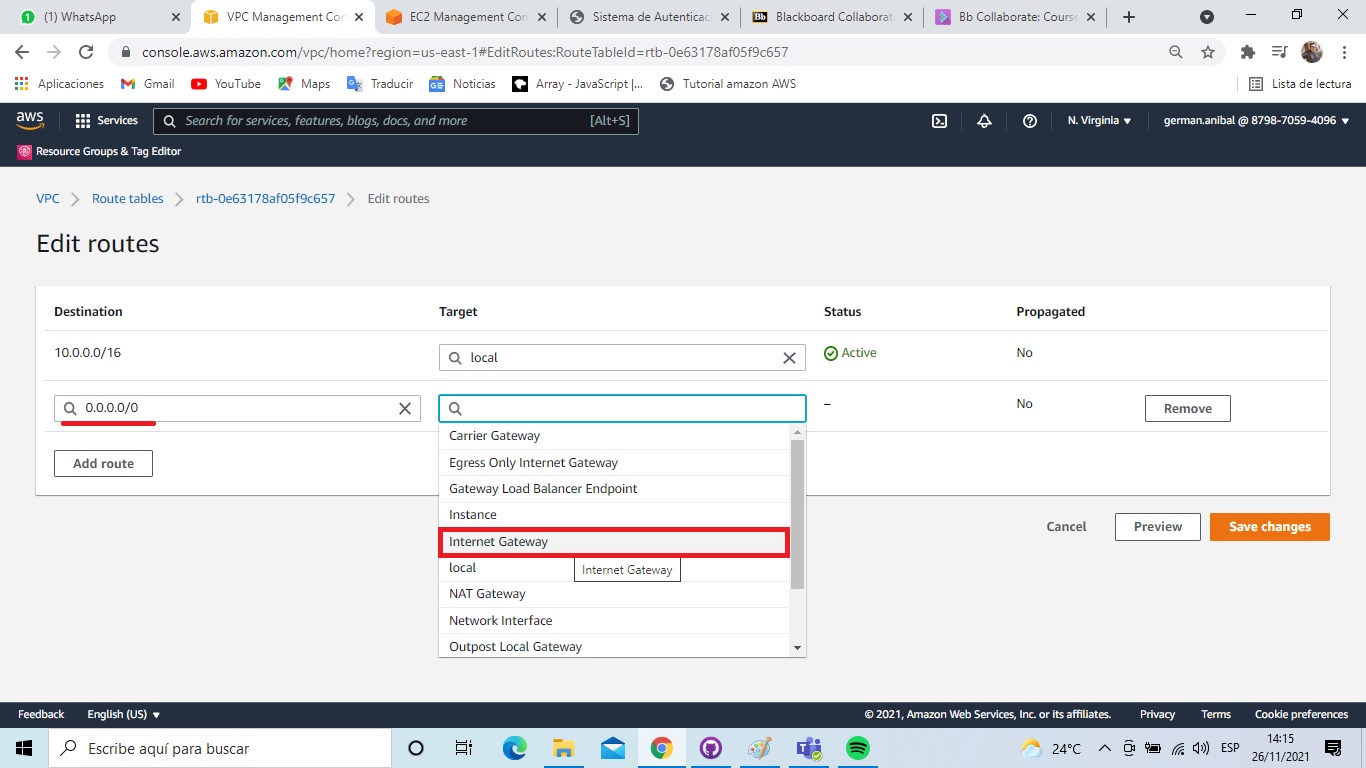 (1) WhatsApp
VPC Management Con
EC2 Management Con
Sistema de Autenticac
Bb
Blackboard Collaborat
Bb Collaborate: Course
console.aws.amazon.com/vpc/home?region=us-east-1#EditRoutes:RouteTableId=rtb-0e63178af05f9c657
Aplicaciones
Gmail
YouTube
Maps
Traducir
Noticias
Array - JavaScript |...
Tutorial amazon AWS
Lista de lectura
aws
Services
Search for services, features, blogs, docs, and more
[Alt+S]
N. Virginia
german.anibal @ 8798-7059-4096
Resource Groups & Tag Editor
VPC
Route tables
rtb-0e63178af05f9c657
Edit routes
Edit routes
Destination
Target
Status
Propagated
10.0.0.0/16
local
Active
No
0.0.0.0/0
–
No
Remove
Carrier Gateway
Egress Only Internet Gateway
Gateway Load Balancer Endpoint
Instance
Internet Gateway
local
Internet Gateway
NAT Gateway
Network Interface
Outpost Local Gateway
Add route
Cancel
Preview
Save changes
Feedback
English (US)
© 2021, Amazon Web Services, Inc. or its affiliates.
Privacy
Terms
Cookie preferences
Escribe aquí para buscar
24°C
ESP
14:15
26/11/2021